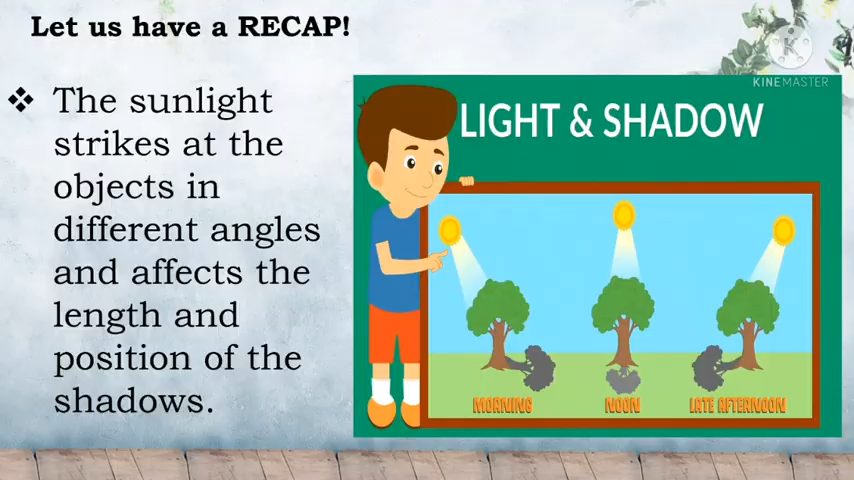 Let us have a RECAP!
KINEMASTER
❖ The sunlight
strikes at the
objects in
different angles
and affects the
length and
position of the
shadows.
LIGHT & SHADOW
MORNING
NOON
LATE AFTERNOON